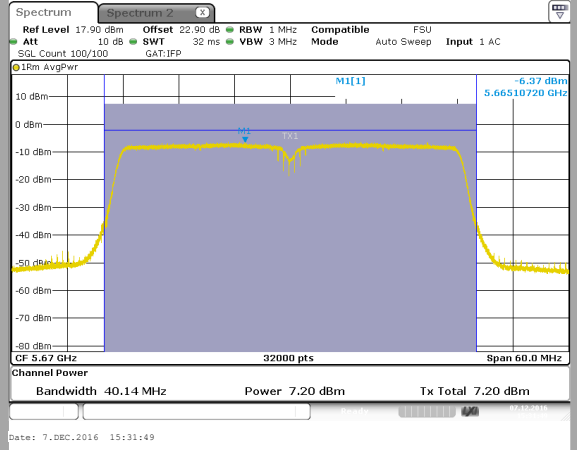 Spectrum
Spectrum 2 X
Ref Level 17.90 dBm Offset 22.90 dB RBW 1 MHz Compatible FSU
Att 10 dB SWT 32 ms VBW 3 MHz Mode Auto Sweep Input 1 AC
SGL Count 100/100 GAT:IFP
1Rm AvgPwr
M1[1] -6.37 dBm
5.66510720 GHz
10 dBm
0 dBm
M1
TX1
-10 dBm
-20 dBm
-30 dBm
-40 dBm
-50 dBm
-60 dBm
-70 dBm
-80 dBm
CF 5.67 GHz 32000 pts Span 60.0 MHz
Channel Power
Bandwidth 40.14 MHz Power 7.20 dBm Tx Total 7.20 dBm
Ready
Date: 7.DEC.2016 15:31:49